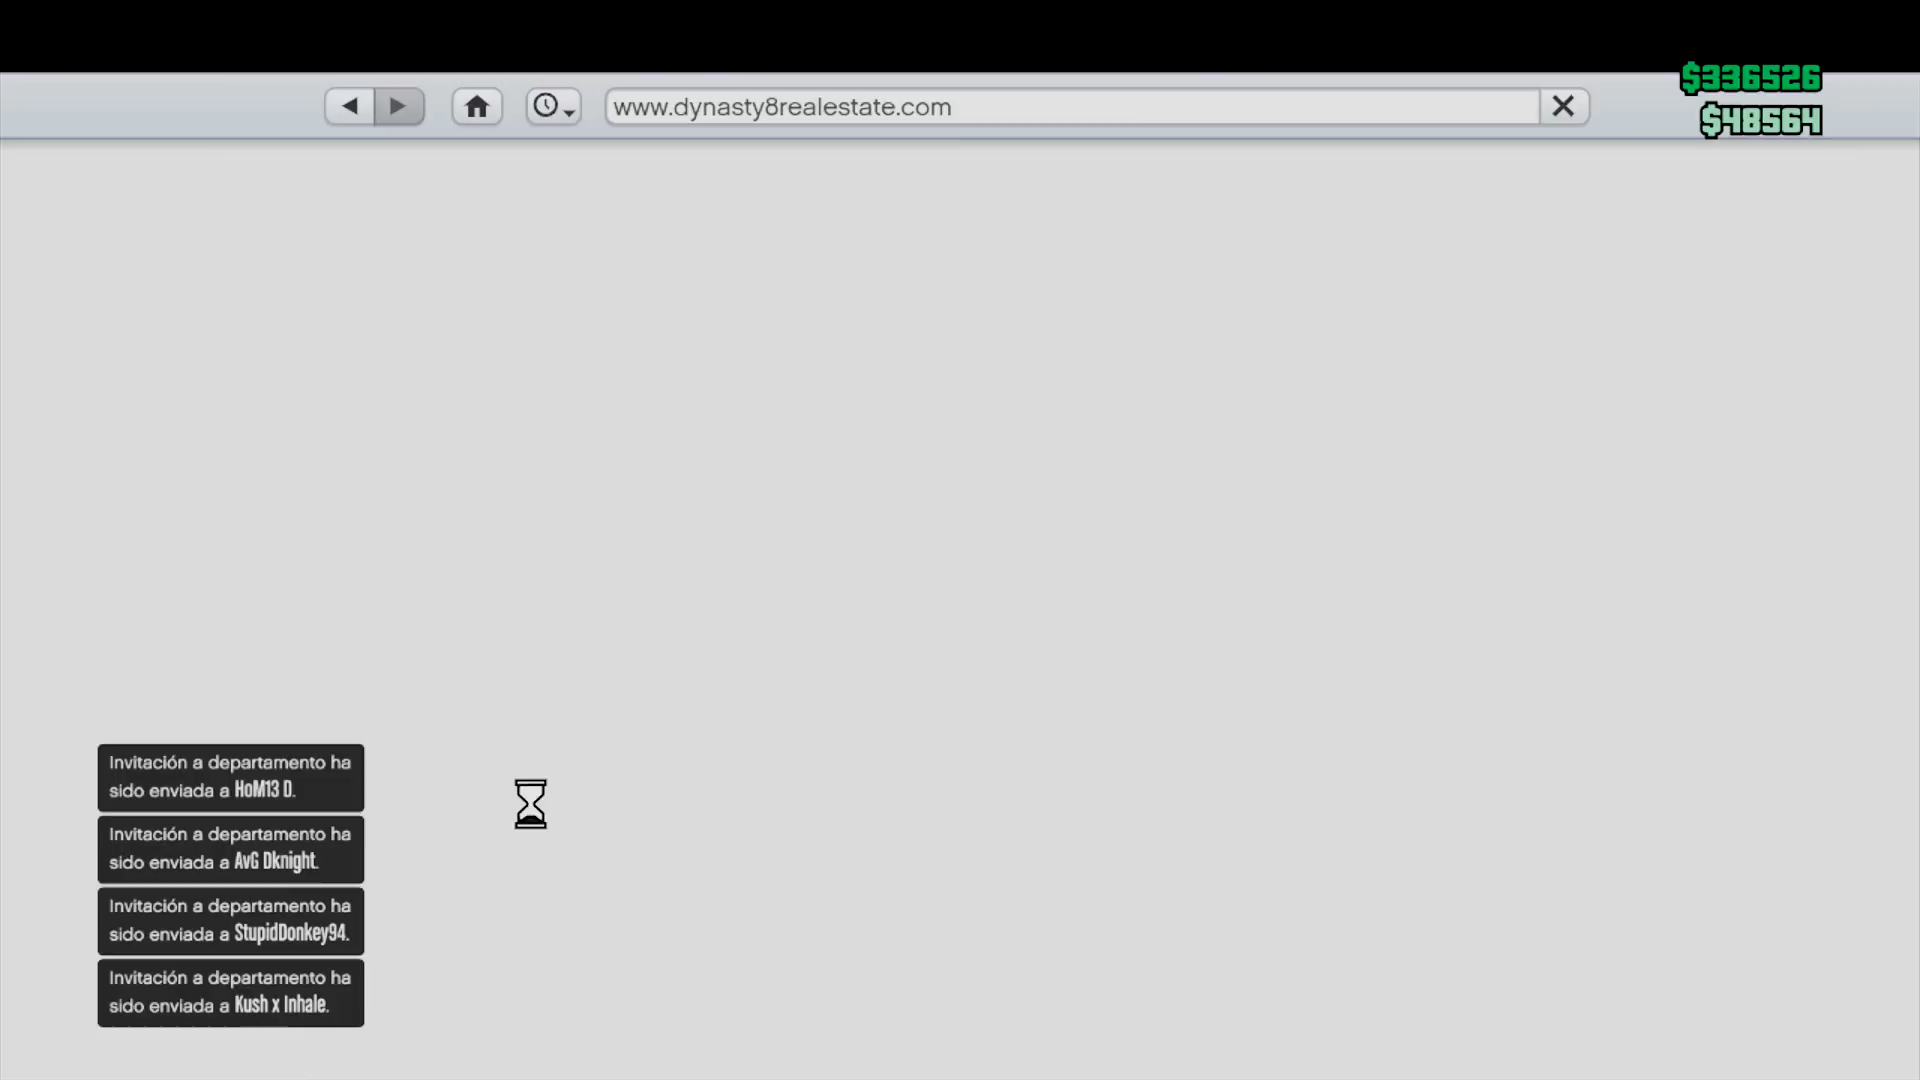 www.dynasty8realestate.com
$336526
$48564
Invitación a departamento ha
sido enviada a HoM13 D.
Invitación a departamento ha
sido enviada a AvG Dknight.
Invitación a departamento ha
sido enviada a StupidDonkey94.
Invitación a departamento ha
sido enviada a Kush x Inhale.